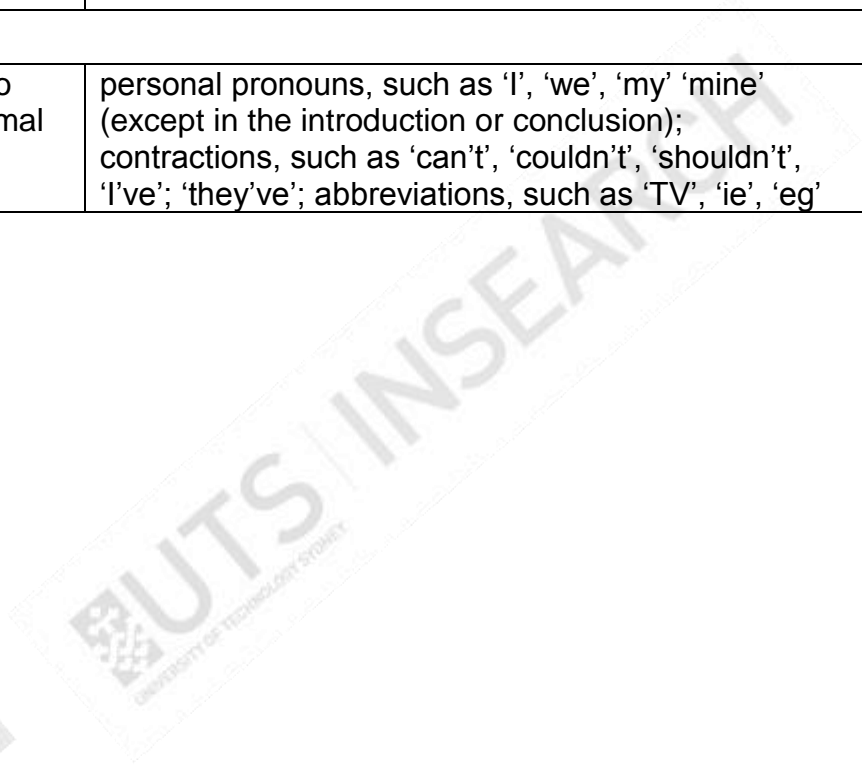 o
mal
personal pronouns, such as ‘I’, ‘we’, ‘my’ ‘mine’
(except in the introduction or conclusion);
contractions, such as ‘can’t’, ‘couldn’t’, ‘shouldn’t’,
‘I’ve’; ‘they’ve’; abbreviations, such as ‘TV’, ‘ie’, ‘eg’
UTS INSEARCH
UNIVERSITY OF TECHNOLOGY SYDNEY